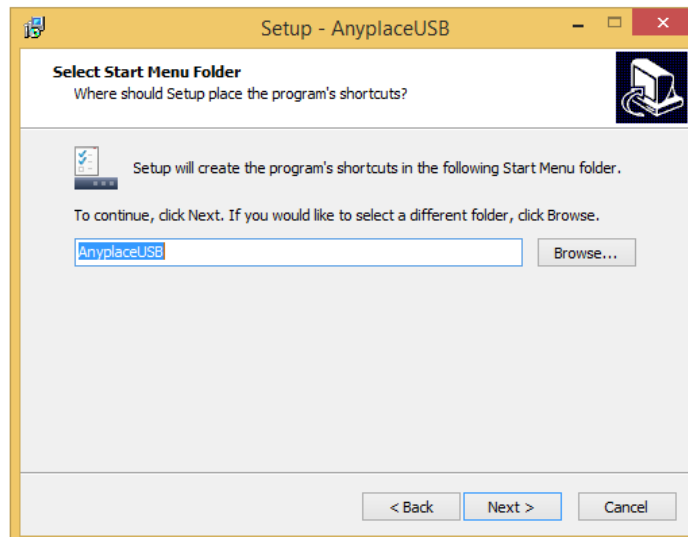 Setup - AnyplaceUSB
Select Start Menu Folder
Where should Setup place the program's shortcuts?
Setup will create the program's shortcuts in the following Start Menu folder.
To continue, click Next. If you would like to select a different folder, click Browse.
AnyplaceUSB
Browse...
< Back
Next >
Cancel